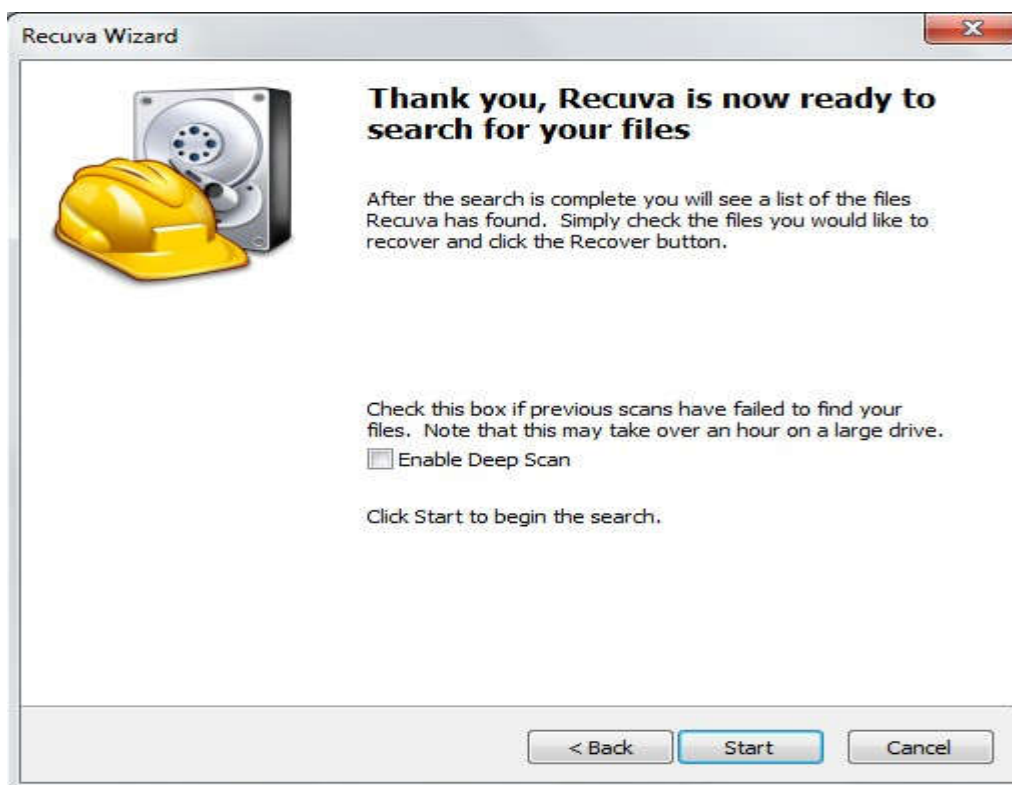 Recuva Wizard
Thank you, Recuva is now ready to
search for your files
After the search is complete you will see a list of the files
Recuva has found. Simply check the files you would like to
recover and click the Recover button.
Check this box if previous scans have failed to find your
files. Note that this may take over an hour on a large drive.
Enable Deep Scan
Click Start to begin the search.
< Back
Start
Cancel